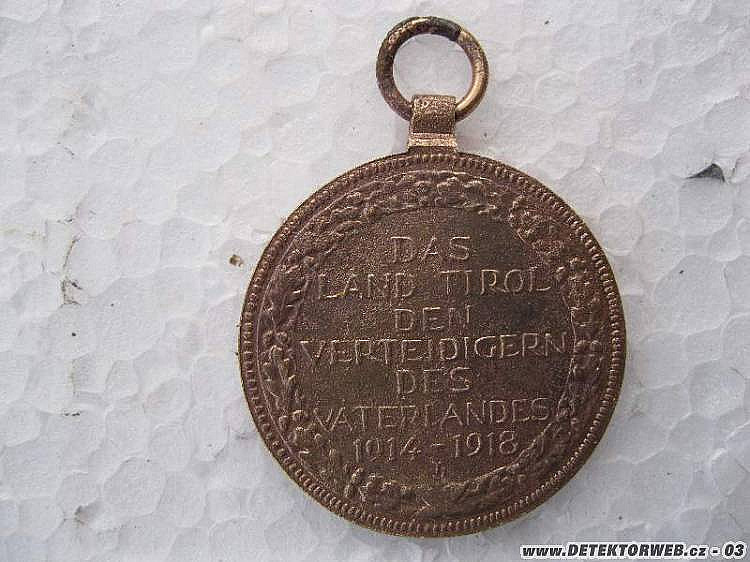 DAS
LAND TIROL
DEN
VERTEIDIGERN
DES
VATERLANDES
1914-1918
www.DETEKTORWEB.cz - 03